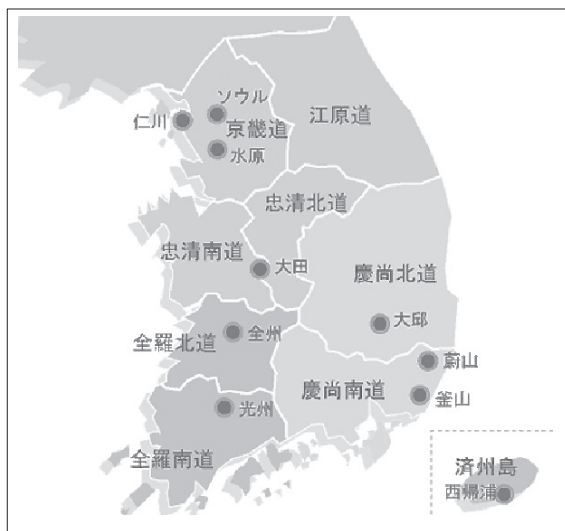 ソウル
仁川
京畿道
江原道
水原
忠清北道
忠清南道
大田
慶尚北道
大邱
全羅北道
全州
蔚山
慶尚南道
釜山
光州
全羅南道
済州島
西帰浦